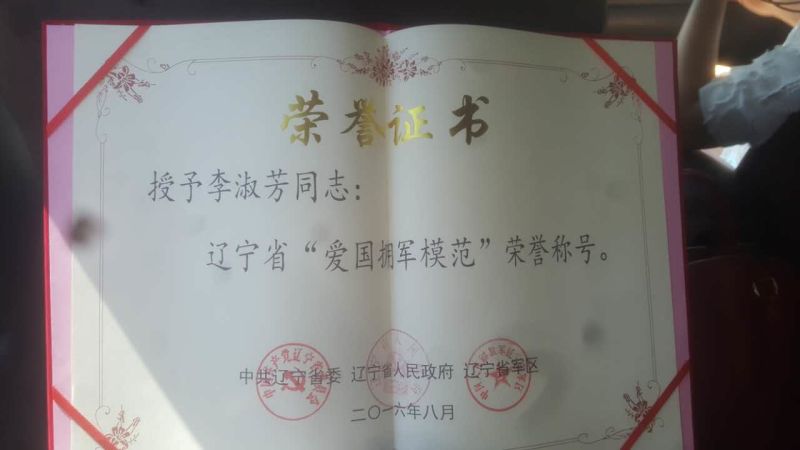 荣誉证书
授予李淑芳同志：
辽宁省“爱国拥军模范”荣誉称号。
中共辽宁省委 辽宁省人民政府 辽宁省军区
二〇一六年八月